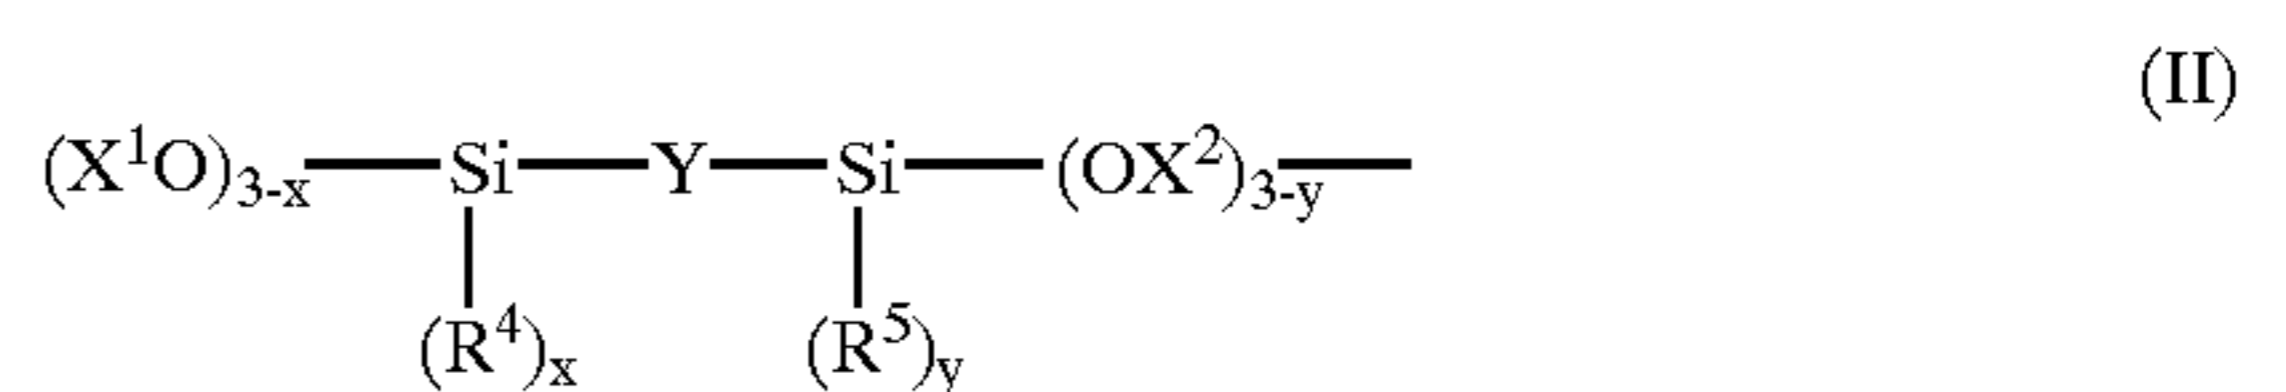 (II)
(X¹O)₃₋ₓ—Si—Y—Si—(OX²)₃₋y—
(R⁴)ₓ (R⁵)y